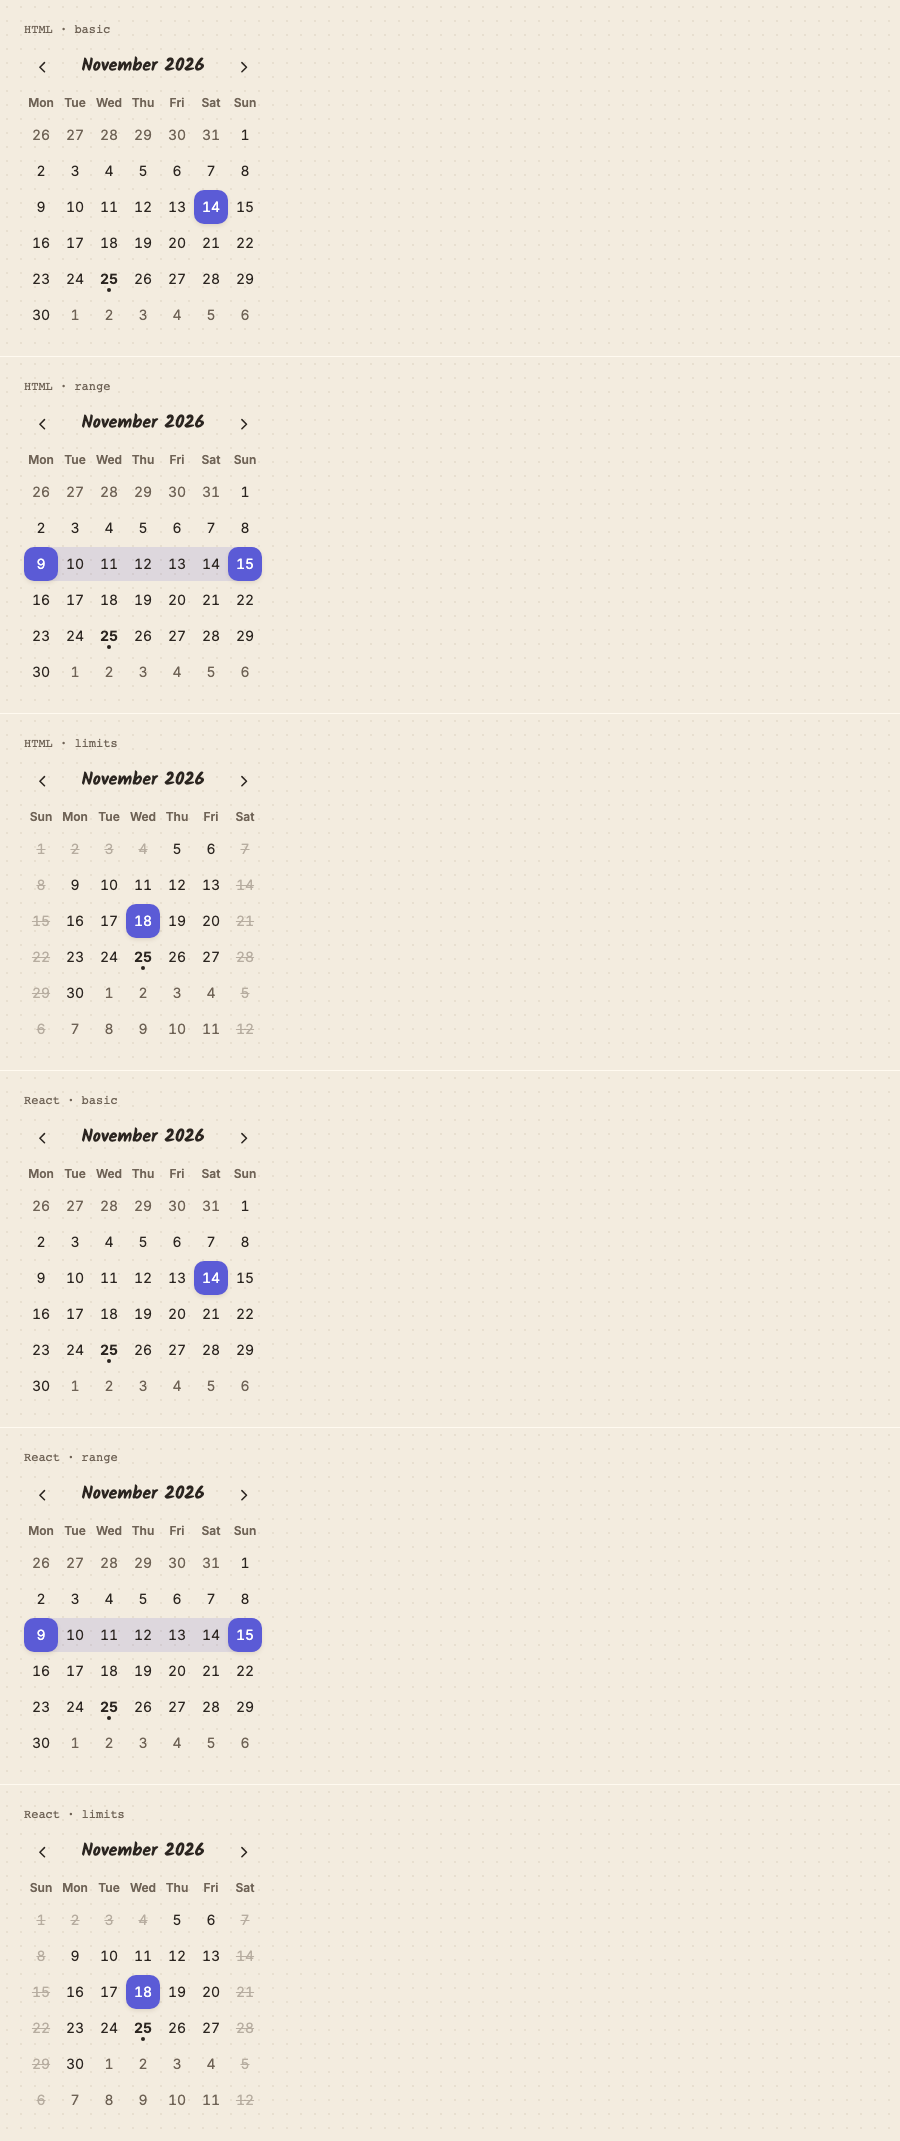 HTML · basic
November 2026
Mon Tue Wed Thu Fri Sat Sun
26 27 28 29 30 31 1
2 3 4 5 6 7 8
9 10 11 12 13 14 15
16 17 18 19 20 21 22
23 24 25 26 27 28 29
30 1 2 3 4 5 6
HTML · range
November 2026
Mon Tue Wed Thu Fri Sat Sun
26 27 28 29 30 31 1
2 3 4 5 6 7 8
9 10 11 12 13 14 15
16 17 18 19 20 21 22
23 24 25 26 27 28 29
30 1 2 3 4 5 6
HTML · limits
November 2026
Sun Mon Tue Wed Thu Fri Sat
1 2 3 4 5 6 7
8 9 10 11 12 13 14
15 16 17 18 19 20 21
22 23 24 25 26 27 28
29 30 1 2 3 4 5
6 7 8 9 10 11 12
React · basic
November 2026
Mon Tue Wed Thu Fri Sat Sun
26 27 28 29 30 31 1
2 3 4 5 6 7 8
9 10 11 12 13 14 15
16 17 18 19 20 21 22
23 24 25 26 27 28 29
30 1 2 3 4 5 6
React · range
November 2026
Mon Tue Wed Thu Fri Sat Sun
26 27 28 29 30 31 1
2 3 4 5 6 7 8
9 10 11 12 13 14 15
16 17 18 19 20 21 22
23 24 25 26 27 28 29
30 1 2 3 4 5 6
React · limits
November 2026
Sun Mon Tue Wed Thu Fri Sat
1 2 3 4 5 6 7
8 9 10 11 12 13 14
15 16 17 18 19 20 21
22 23 24 25 26 27 28
29 30 1 2 3 4 5
6 7 8 9 10 11 12